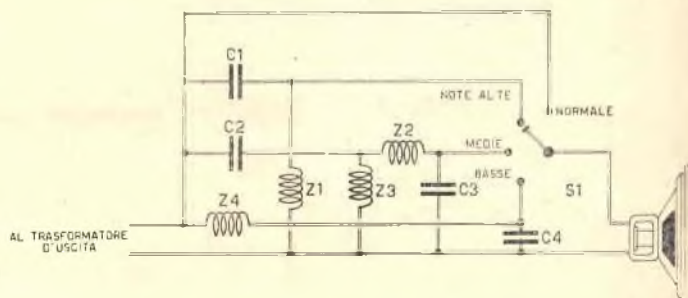 C1
NOTE ALTE
NORMALE
C2
Z2
MEDIE
BASSE
Z1
Z3
C3
S1
Z4
C4
AL TRASFORMATORE
D'USCITA